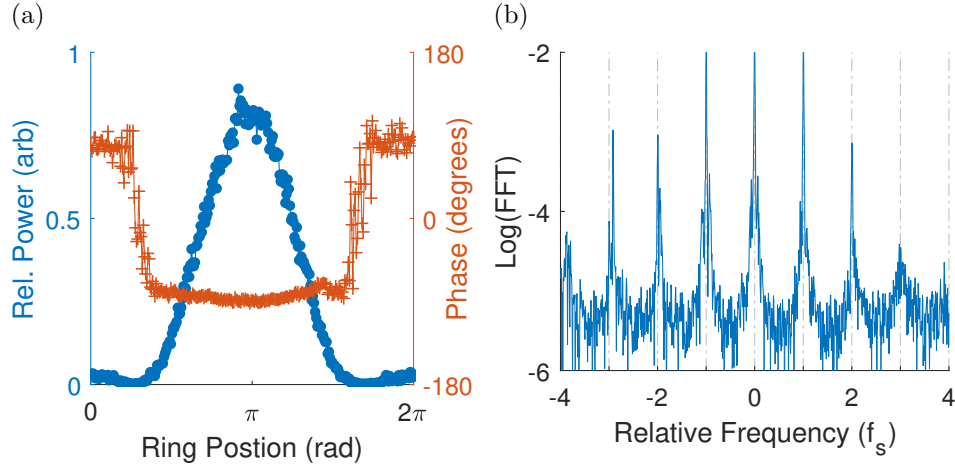 (a)
1
0.5
0
Rel. Power (arb)
180
0
-180
Phase (degrees)
0
π
2π
Ring Postion (rad)
(b)
-2
-4
-6
Log(FFT)
-4
-2
0
2
4
Relative Frequency (f_s)